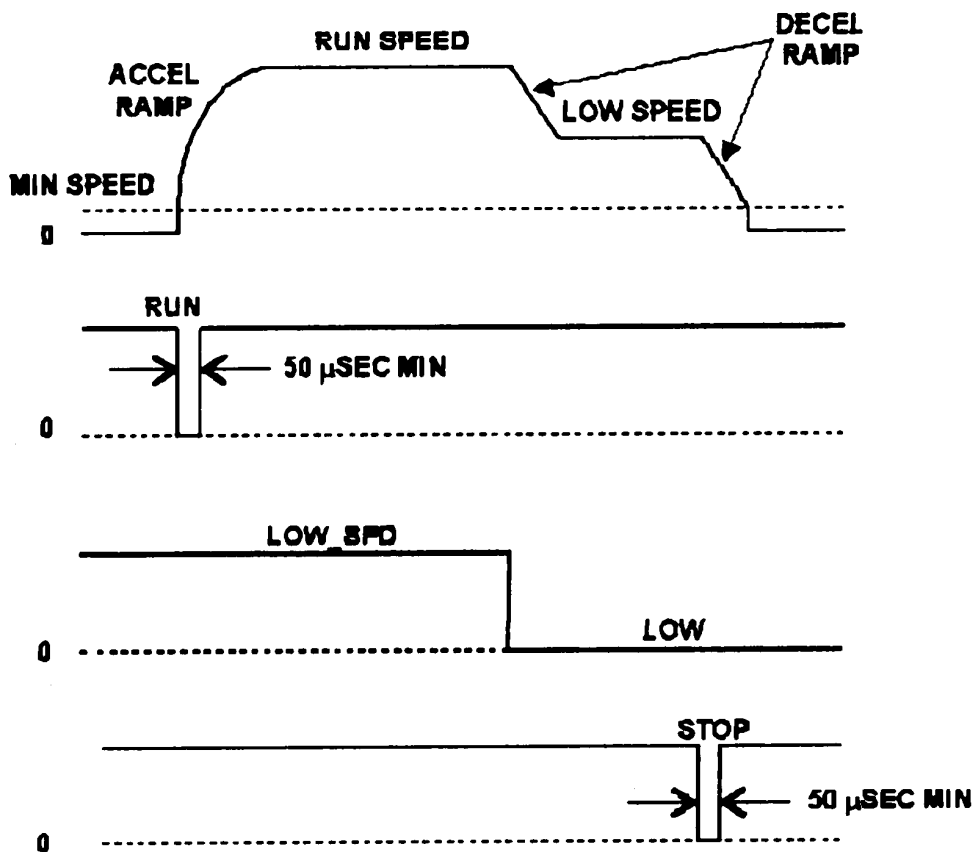 DECEL
RAMP
RUN SPEED
ACCEL
RAMP
LOW SPEED
MIN SPEED
0
RUN
50 µSEC MIN
0
LOW_SPD
LOW
0
STOP
50 µSEC MIN
0